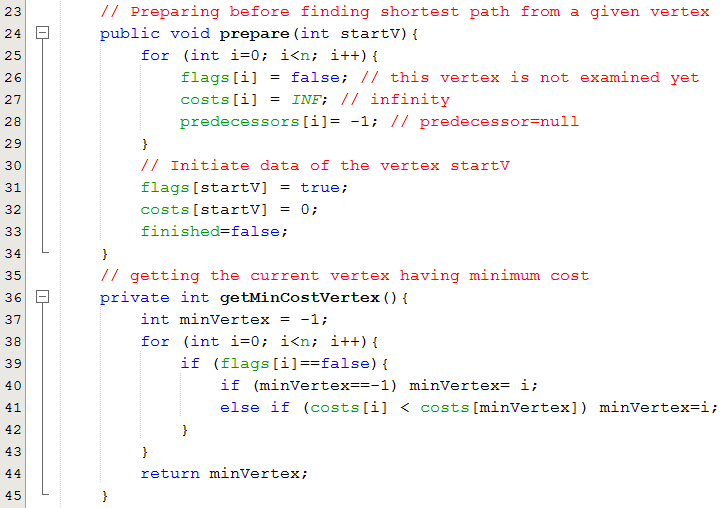 23 // Preparing before finding shortest path from a given vertex
24 public void prepare(int startV){
25 for (int i=0; i<n; i++){
26 flags[i] = false; // this vertex is not examined yet
27 costs[i] = INF; // infinity
28 predecessors[i]= -1; // predecessor=null
29 }
30 // Initiate data of the vertex startV
31 flags[startV] = true;
32 costs[startV] = 0;
33 finished=false;
34 }
35 // getting the current vertex having minimum cost
36 private int getMinCostVertex(){
37 int minVertex = -1;
38 for (int i=0; i<n; i++){
39 if (flags[i]==false){
40 if (minVertex==-1) minVertex= i;
41 else if (costs[i] < costs[minVertex]) minVertex=i;
42 }
43 }
44 return minVertex;
45 }